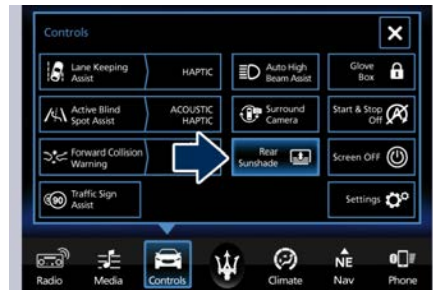 Controls
X
Lane Keeping
Assist
HAPTIC
Auto High
Beam Assist
Glove
Box
Active Blind
Spot Assist
ACOUSTIC
HAPTIC
Surround
Camera
Start & Stop
Off
Forward Collision
Warning
Rear
Sunshade
Screen OFF
90
Traffic Sign
Assist
Settings
Radio
Media
Controls
Climate
NE
Nav
Phone